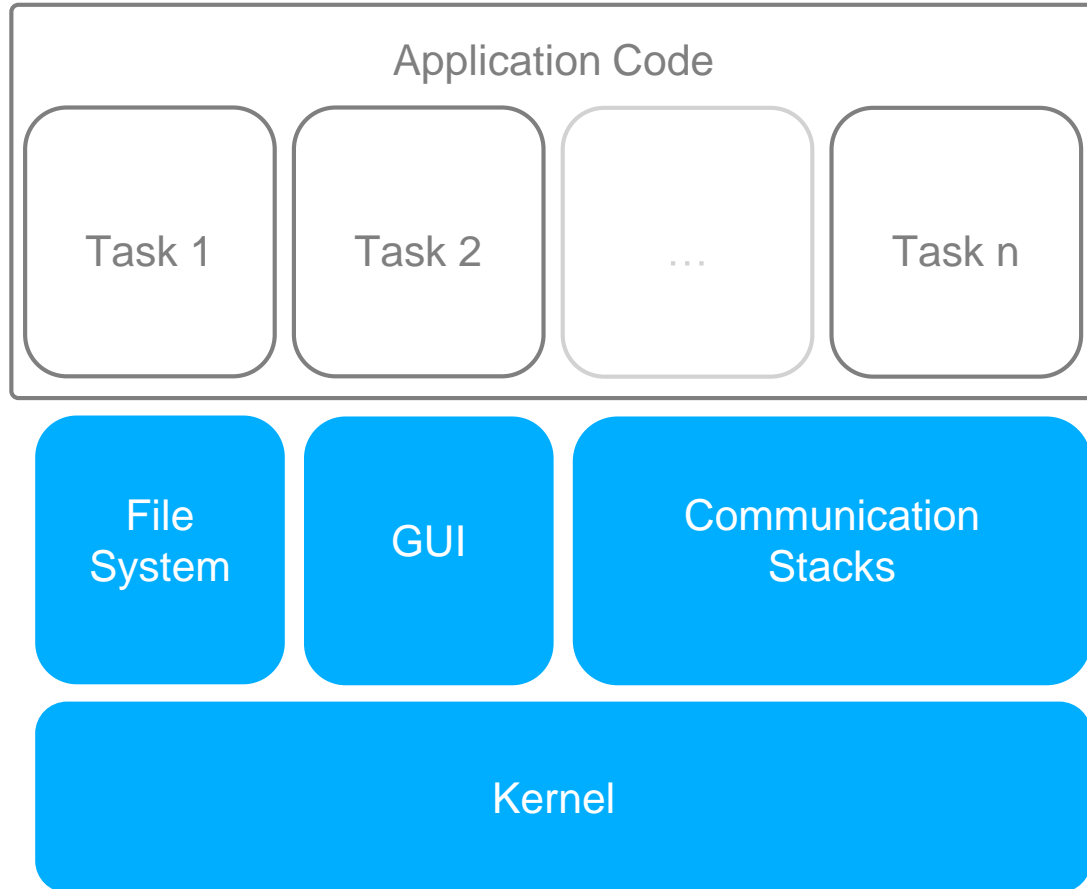 Application Code
Task 1
Task 2
...
Task n
File
System
GUI
Communication
Stacks
Kernel